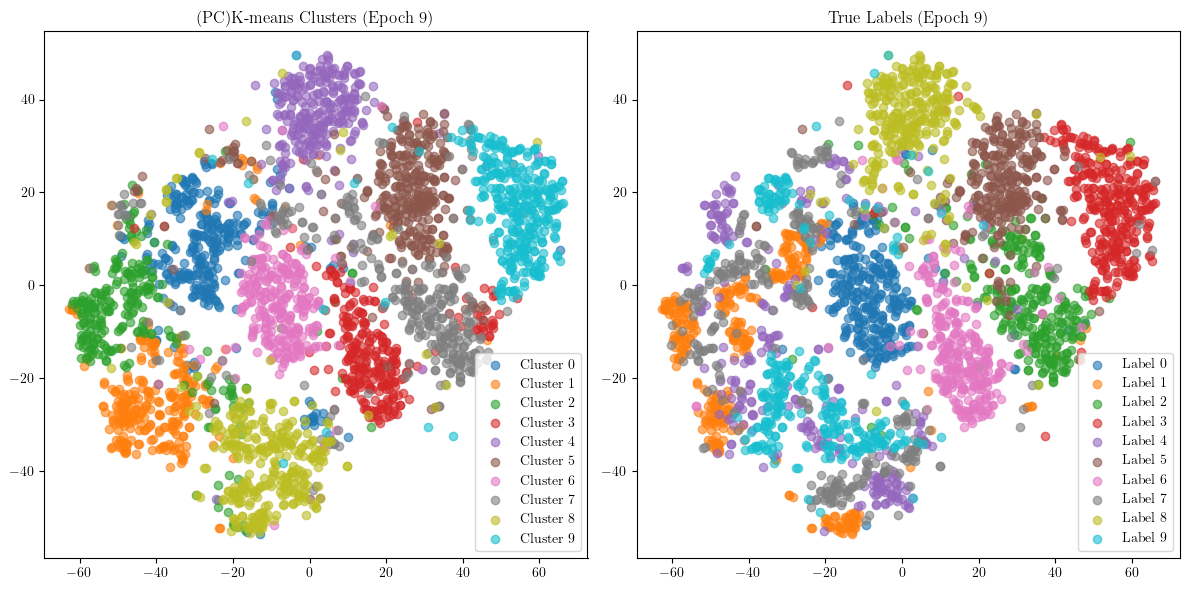 (PC)K-means Clusters (Epoch 9)
40
20
0
−20
−40
−60
−40
−20
0
20
40
60
Cluster 0
Cluster 1
Cluster 2
Cluster 3
Cluster 4
Cluster 5
Cluster 6
Cluster 7
Cluster 8
Cluster 9
True Labels (Epoch 9)
40
20
0
−20
−40
−60
−40
−20
0
20
40
60
Label 0
Label 1
Label 2
Label 3
Label 4
Label 5
Label 6
Label 7
Label 8
Label 9